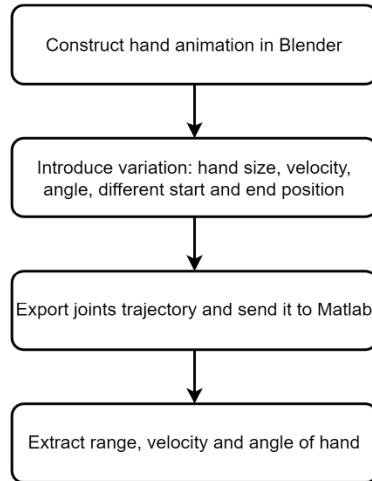 Construct hand animation in Blender
Introduce variation: hand size, velocity,
angle, different start and end position
Export joints trajectory and send it to Matlab
Extract range, velocity and angle of hand